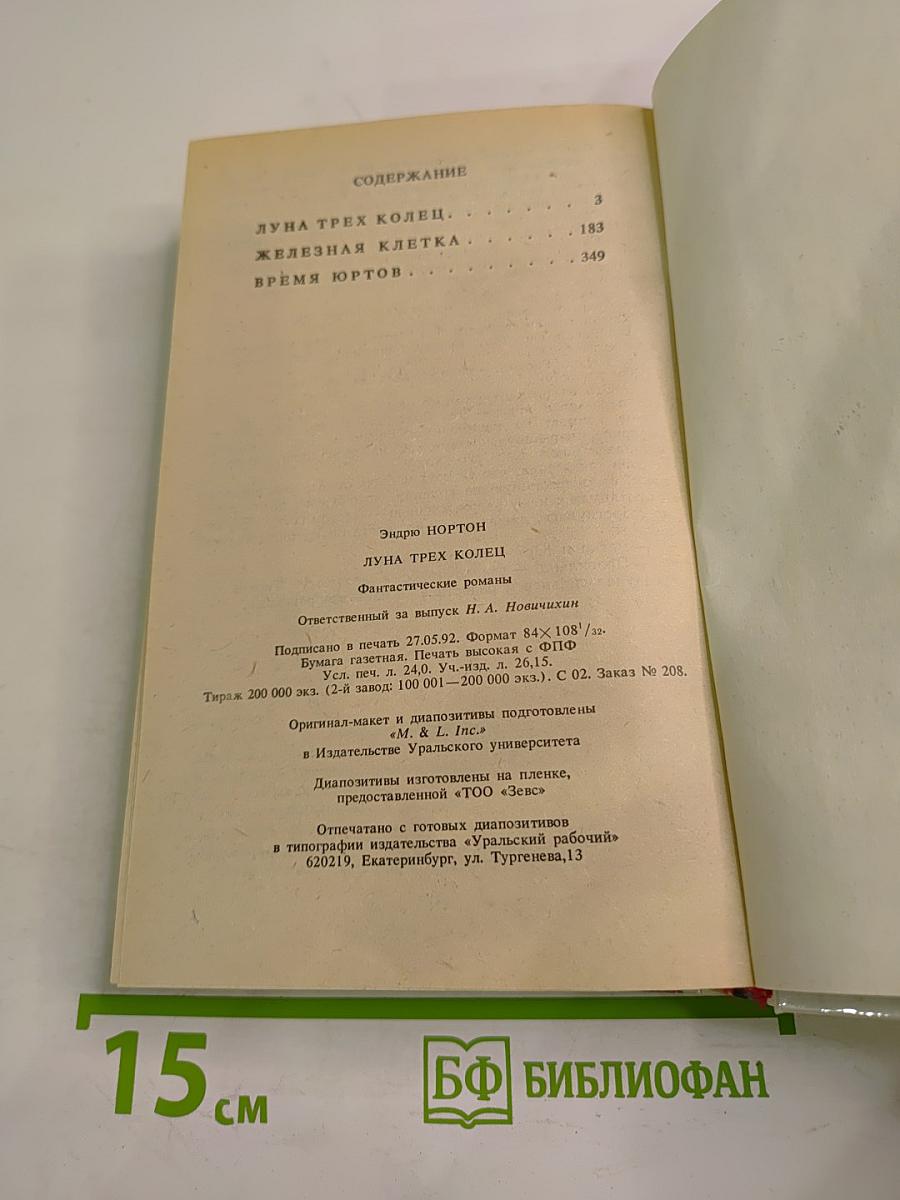 СОДЕРЖАНИЕ
ЛУНА ТРЕХ КОЛЕЦ. . . . . . . 3
ЖЕЛЕЗНАЯ КЛЕТКА . . . . . . 183
ВРЕМЯ ЮРТОВ . . . . . . . . . 349
Эндрю НОРТОН
ЛУНА ТРЕХ КОЛЕЦ
Фантастические романы
Ответственный за выпуск Н. А. Новичихин
Подписано в печать 27.05.92. Формат 84×108¹/₃₂.
Бумага газетная. Печать высокая с ФПФ
Усл. печ. л. 24,0. Уч.-изд. л. 26,15.
Тираж 200 000 экз. (2-й завод: 100 001—200 000 экз.). С 02. Заказ № 208.
Оригинал-макет и диапозитивы подготовлены
«M. & L. Inc.»
в Издательстве Уральского университета
Диапозитивы изготовлены на пленке,
предоставленной «ТОО «Зевс»
Отпечатано с готовых диапозитивов
в типографии издательства «Уральский рабочий»
620219, Екатеринбург, ул. Тургенева,13
15 см
БФ БИБЛИОФАН